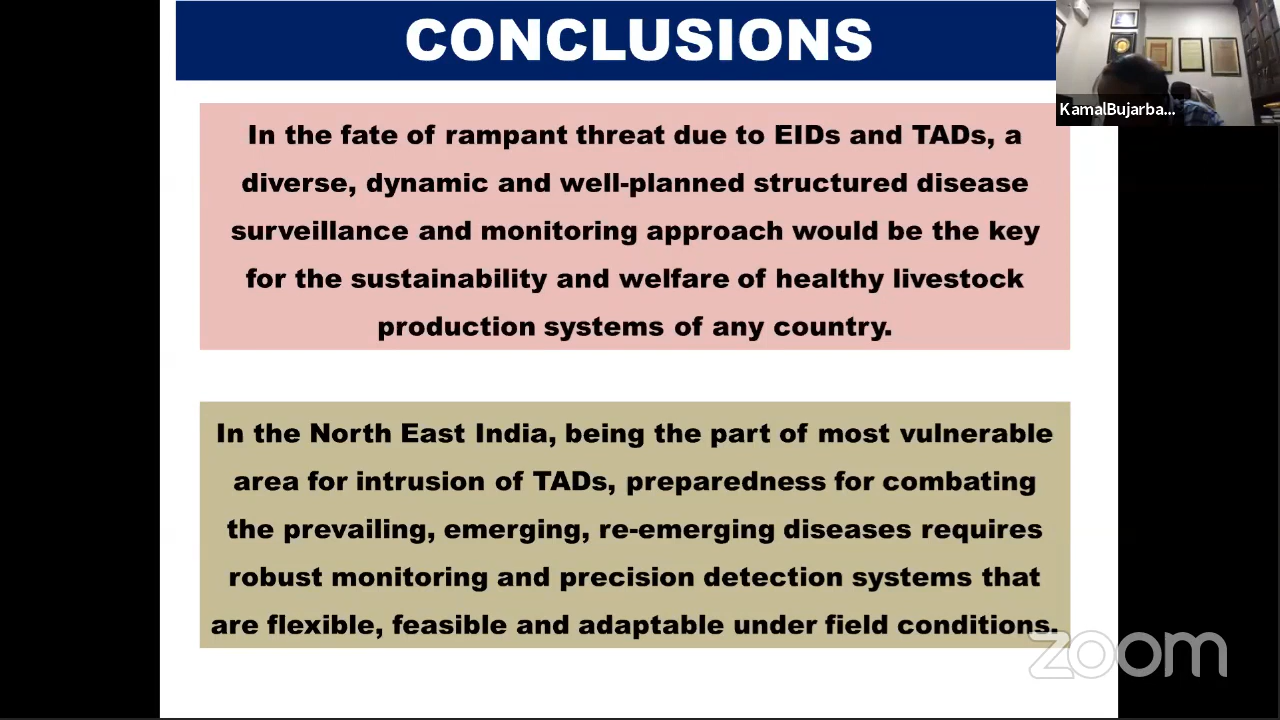 CONCLUSIONS
KamalBujarba...
In the fate of rampant threat due to EIDs and TADs, a
diverse, dynamic and well-planned structured disease
surveillance and monitoring approach would be the key
for the sustainability and welfare of healthy livestock
production systems of any country.
In the North East India, being the part of most vulnerable
area for intrusion of TADs, preparedness for combating
the prevailing, emerging, re-emerging diseases requires
robust monitoring and precision detection systems that
are flexible, feasible and adaptable under field conditions.
zoom